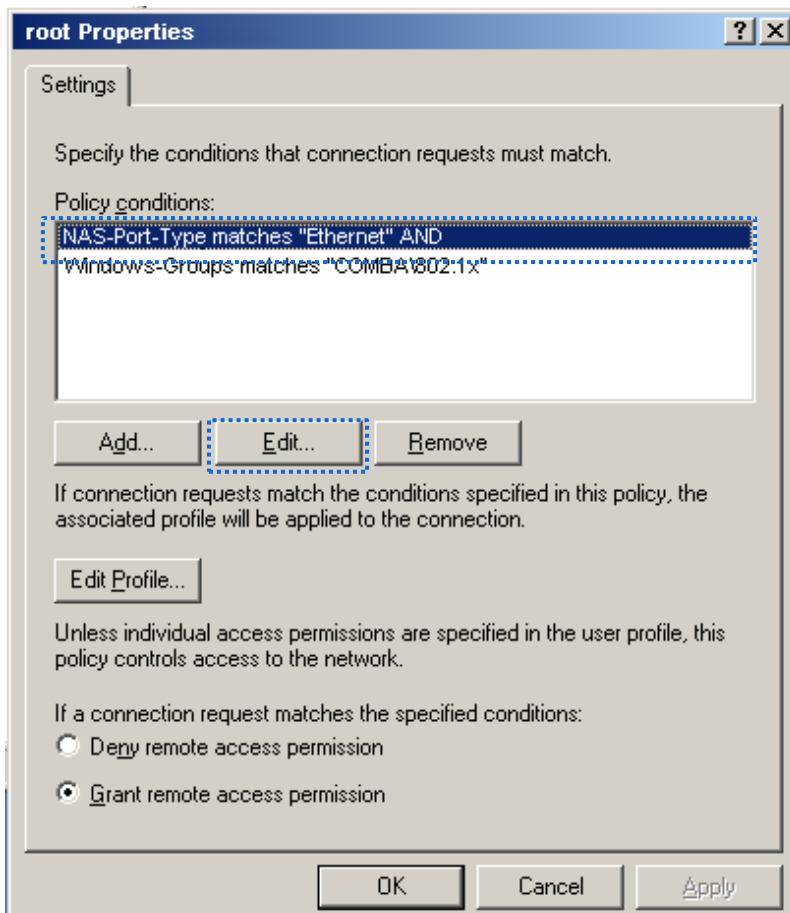 root Properties
Settings
Specify the conditions that connection requests must match.
Policy conditions:
NAS-Port-Type matches "Ethernet" AND
Windows-Groups matches "COMBA\802.1x"
Add...
Edit...
Remove
If connection requests match the conditions specified in this policy, the
associated profile will be applied to the connection.
Edit Profile...
Unless individual access permissions are specified in the user profile, this
policy controls access to the network.
If a connection request matches the specified conditions:
Deny remote access permission
Grant remote access permission
OK
Cancel
Apply